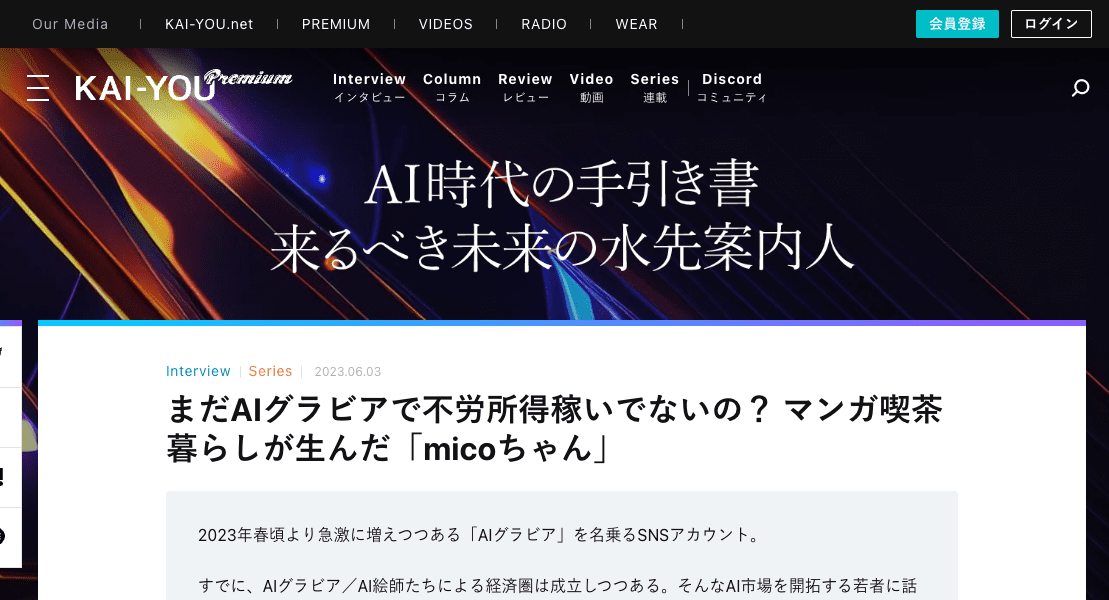 Our Media
KAI-YOU.net
PREMIUM
VIDEOS
RADIO
WEAR
会員登録
ログイン
KAI-YOU Premium
Interview
インタビュー
Column
コラム
Review
レビュー
Video
動画
Series
連載
Discord
コミュニティ
AI時代の手引き書
来るべき未来の水先案内人
Interview | Series | 2023.06.03
まだAIグラビアで不労所得稼いでないの？ マンガ喫茶
暮らしが生んだ「micoちゃん」
2023年春頃より急激に増えつつある「AIグラビア」を名乗るSNSアカウント。
すでに、AIグラビア／AI絵師たちによる経済圏は成立しつつある。そんなAI市場を開拓する若者に話